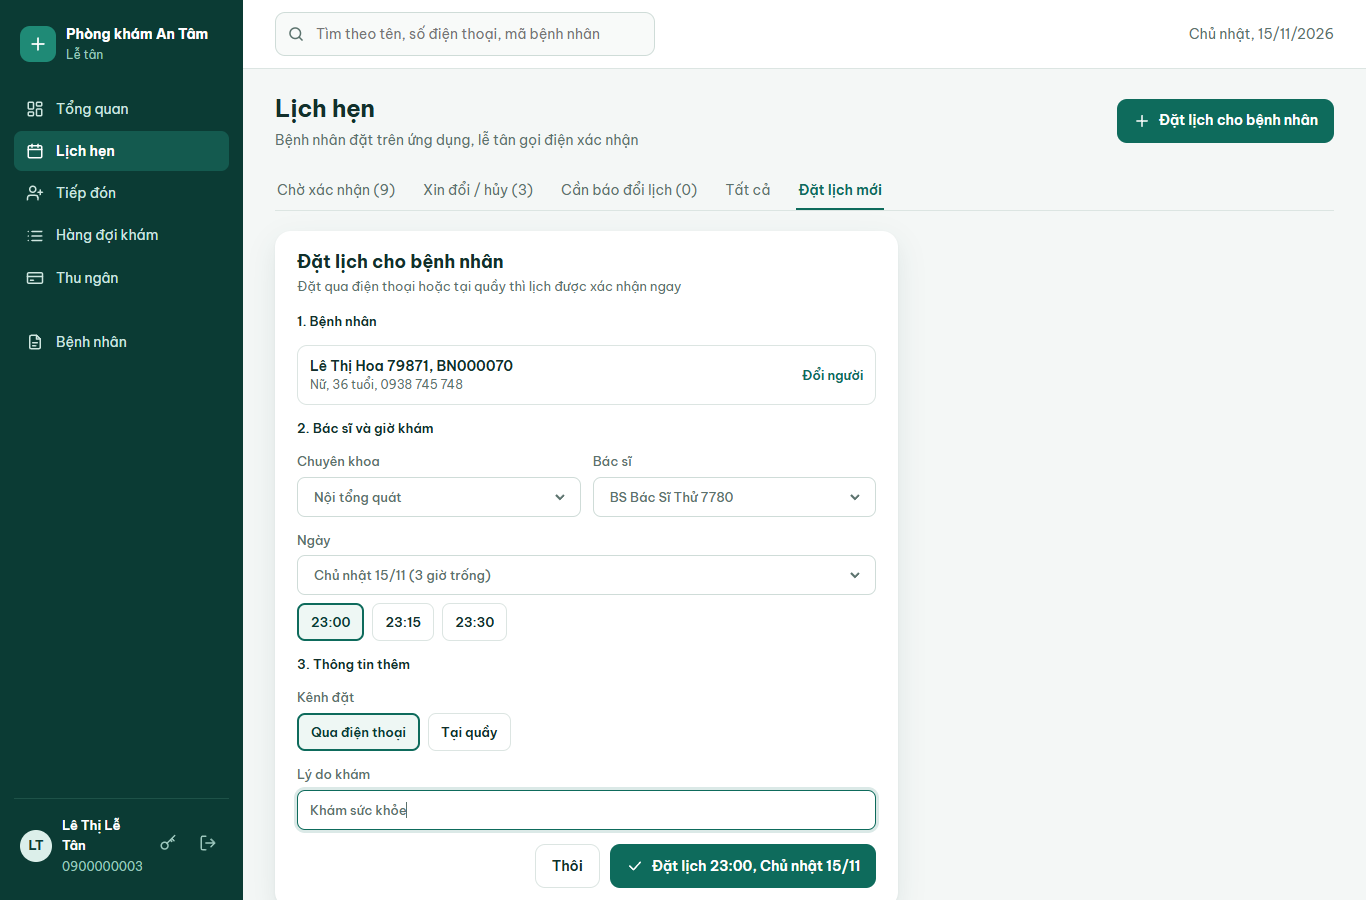 Phòng khám An Tâm
Lễ tân
Tổng quan
Lịch hẹn
Tiếp đón
Hàng đợi khám
Thu ngân
Bệnh nhân
Lê Thị Lễ
Tân
0900000003
LT
Tìm theo tên, số điện thoại, mã bệnh nhân
Chủ nhật, 15/11/2026
Lịch hẹn
Bệnh nhân đặt trên ứng dụng, lễ tân gọi điện xác nhận
Đặt lịch cho bệnh nhân
Chờ xác nhận (9)
Xin đổi / hủy (3)
Cần báo đổi lịch (0)
Tất cả
Đặt lịch mới
Đặt lịch cho bệnh nhân
Đặt qua điện thoại hoặc tại quầy thì lịch được xác nhận ngay
1. Bệnh nhân
Lê Thị Hoa 79871, BN000070
Nữ, 36 tuổi, 0938 745 748
Đổi người
2. Bác sĩ và giờ khám
Chuyên khoa
Bác sĩ
Nội tổng quát
BS Bác Sĩ Thử 7780
Ngày
Chủ nhật 15/11 (3 giờ trống)
23:00
23:15
23:30
3. Thông tin thêm
Kênh đặt
Qua điện thoại
Tại quầy
Lý do khám
Khám sức khỏe
Thôi
Đặt lịch 23:00, Chủ nhật 15/11